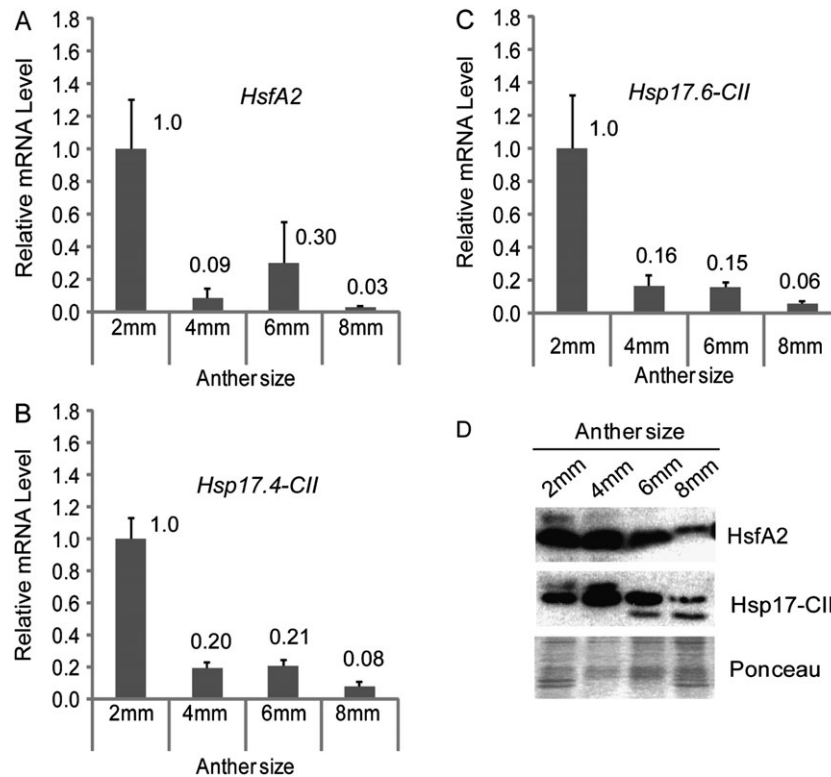 A
Relative mRNA Level
1.8
1.6
1.4
1.2
1.0
0.8
0.6
0.4
0.2
0.0
HsfA2
1.0
0.09
0.30
0.03
2mm 4mm 6mm 8mm
Anther size
B
Relative mRNA Level
1.8
1.6
1.4
1.2
1.0
0.8
0.6
0.4
0.2
0.0
Hsp17.4-CII
1.0
0.20
0.21
0.08
2mm 4mm 6mm 8mm
Anther size
C
Relative mRNA Level
1.8
1.6
1.4
1.2
1.0
0.8
0.6
0.4
0.2
0.0
Hsp17.6-CII
1.0
0.16
0.15
0.06
2mm 4mm 6mm 8mm
Anther size
D
Anther size
2mm 4mm 6mm 8mm
HsfA2
Hsp17-CII
Ponceau